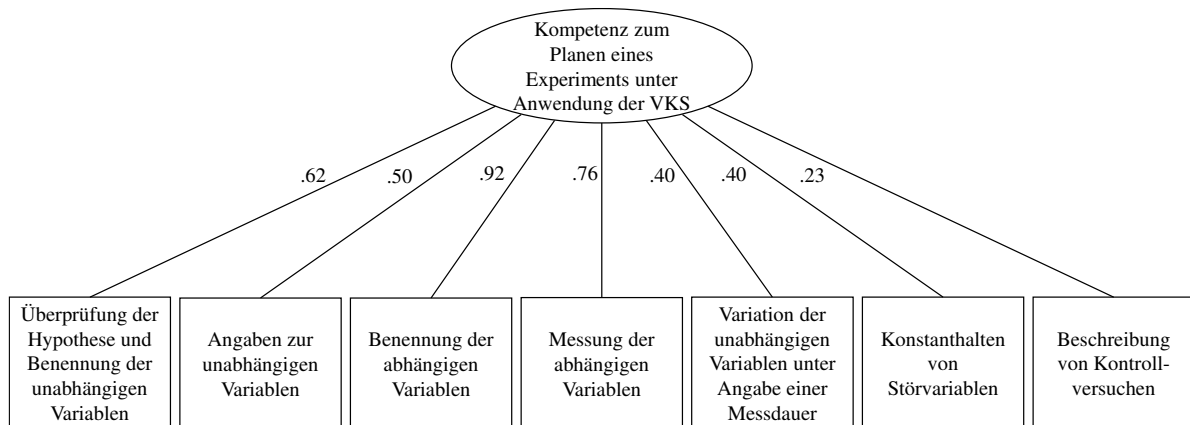 Kompetenz zum
Planen eines
Experiments unter
Anwendung der VKS
.62
.50
.92
.76
.40
.40
.23
Überprüfung der
Hypothese und
Benennung der
unabhängigen
Variablen
Angaben zur
unabhängigen
Variablen
Benennung der
abhängigen
Variablen
Messung der
abhängigen
Variablen
Variation der
unabhängigen
Variablen unter
Angabe einer
Messdauer
Konstanthalten
von
Störvariablen
Beschreibung
von Kontroll-
versuchen